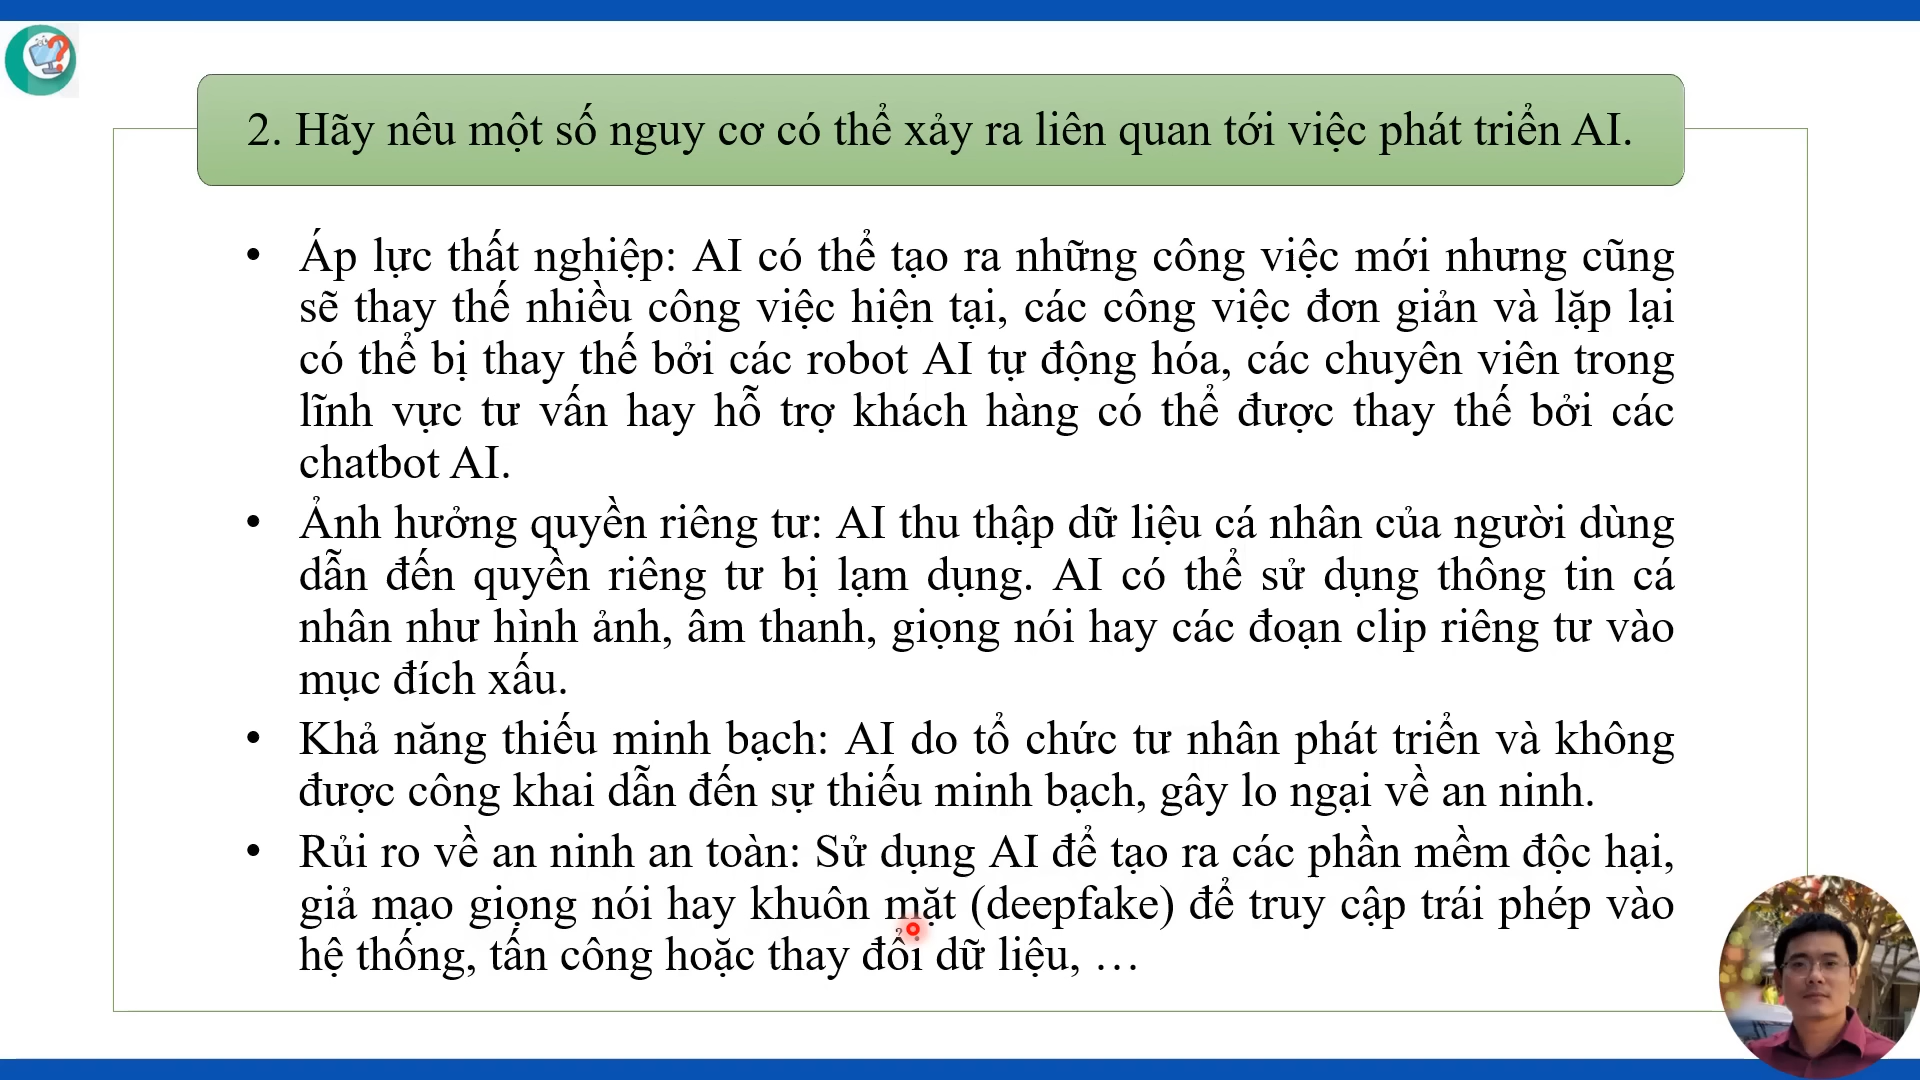 2. Hãy nêu một số nguy cơ có thể xảy ra liên quan tới việc phát triển AI.
• Áp lực thất nghiệp: AI có thể tạo ra những công việc mới nhưng cũng
sẽ thay thế nhiều công việc hiện tại, các công việc đơn giản và lặp lại
có thể bị thay thế bởi các robot AI tự động hóa, các chuyên viên trong
lĩnh vực tư vấn hay hỗ trợ khách hàng có thể được thay thế bởi các
chatbot AI.
• Ảnh hưởng quyền riêng tư: AI thu thập dữ liệu cá nhân của người dùng
dẫn đến quyền riêng tư bị lạm dụng. AI có thể sử dụng thông tin cá
nhân như hình ảnh, âm thanh, giọng nói hay các đoạn clip riêng tư vào
mục đích xấu.
• Khả năng thiếu minh bạch: AI do tổ chức tư nhân phát triển và không
được công khai dẫn đến sự thiếu minh bạch, gây lo ngại về an ninh.
• Rủi ro về an ninh an toàn: Sử dụng AI để tạo ra các phần mềm độc hại,
giả mạo giọng nói hay khuôn mặt (deepfake) để truy cập trái phép vào
hệ thống, tấn công hoặc thay đổi dữ liệu, …